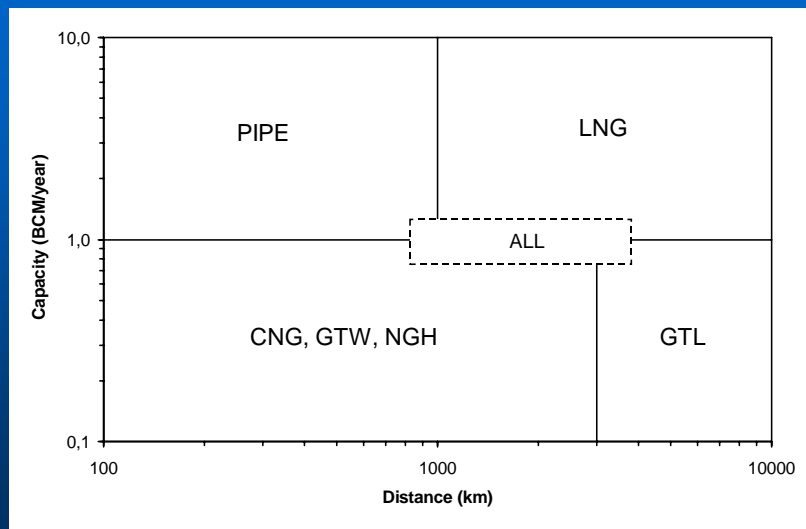 10,0
PIPE
LNG
Capacity (BCM/year)
1,0
ALL
CNG, GTW, NGH
GTL
0,1
100
1000
10000
Distance (km)